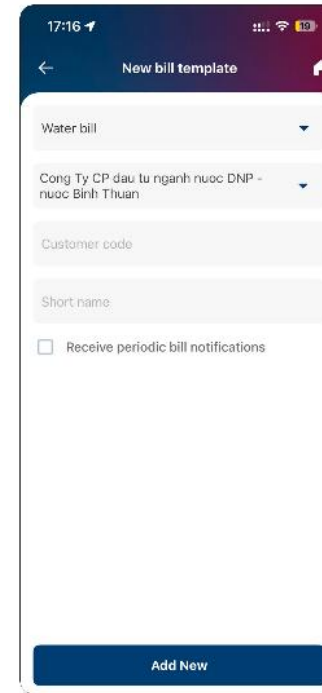 17:16
19
New bill template
Water bill
Cong Ty CP dau tu nganh nuoc DNP -
nuoc Binh Thuan
Customer code
Short name
Receive periodic bill notifications
Add New